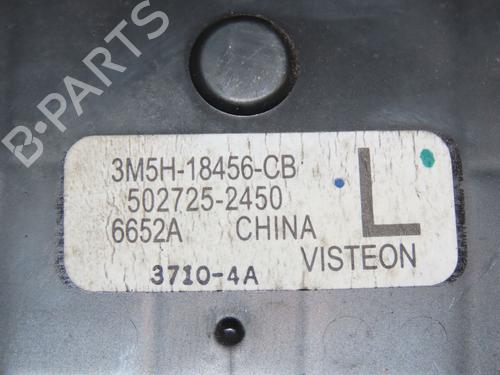 B-PARTS
3M5H-18456-CB
502725-2450
6652A CHINA
L
VISTEON
3710-4A